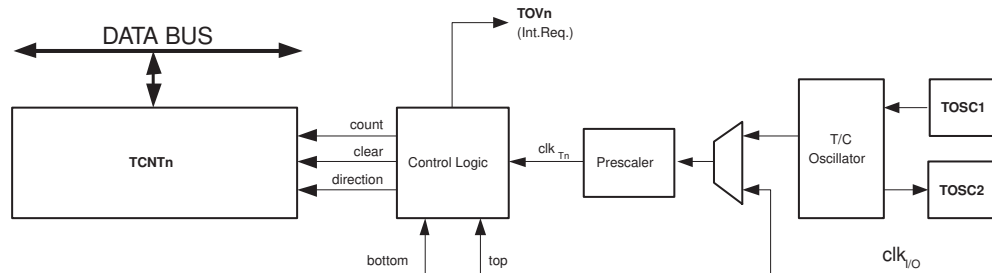 TOVn
(Int.Req.)
DATA BUS
TCNTn
count
clear
direction
Control Logic
clkTn
Prescaler
T/C
Oscillator
TOSC1
TOSC2
bottom
top
clkI/O